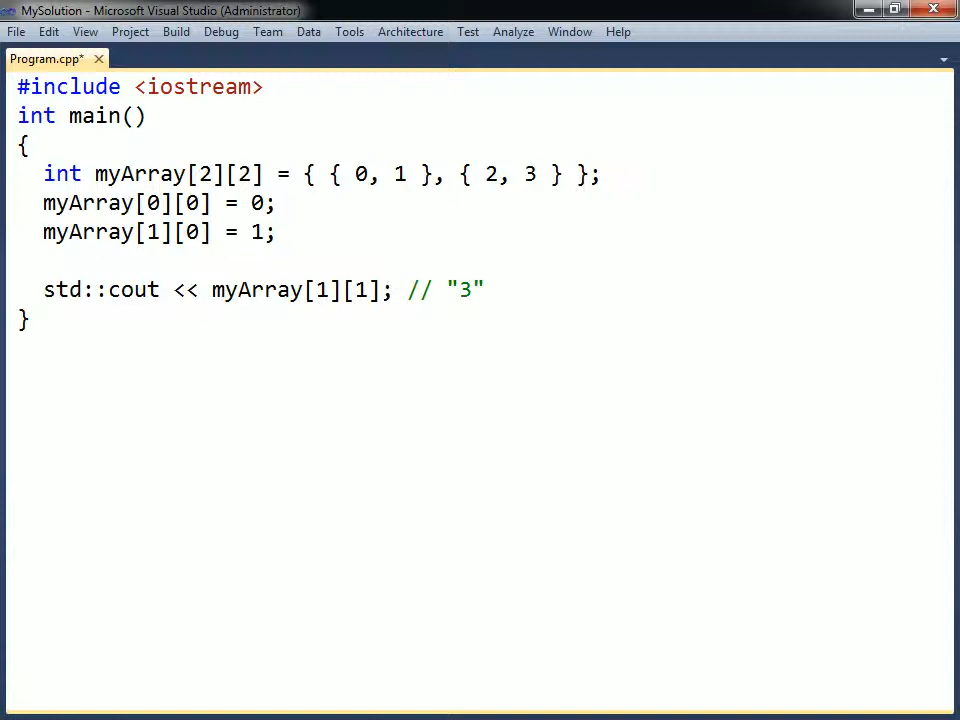 MySolution - Microsoft Visual Studio (Administrator)
File Edit View Project Build Debug Team Data Tools Architecture Test Analyze Window Help
Program.cpp*
#include <iostream>
int main()
{
  int myArray[2][2] = { { 0, 1 }, { 2, 3 } };
  myArray[0][0] = 0;
  myArray[1][0] = 1;

  std::cout << myArray[1][1]; // "3"
}